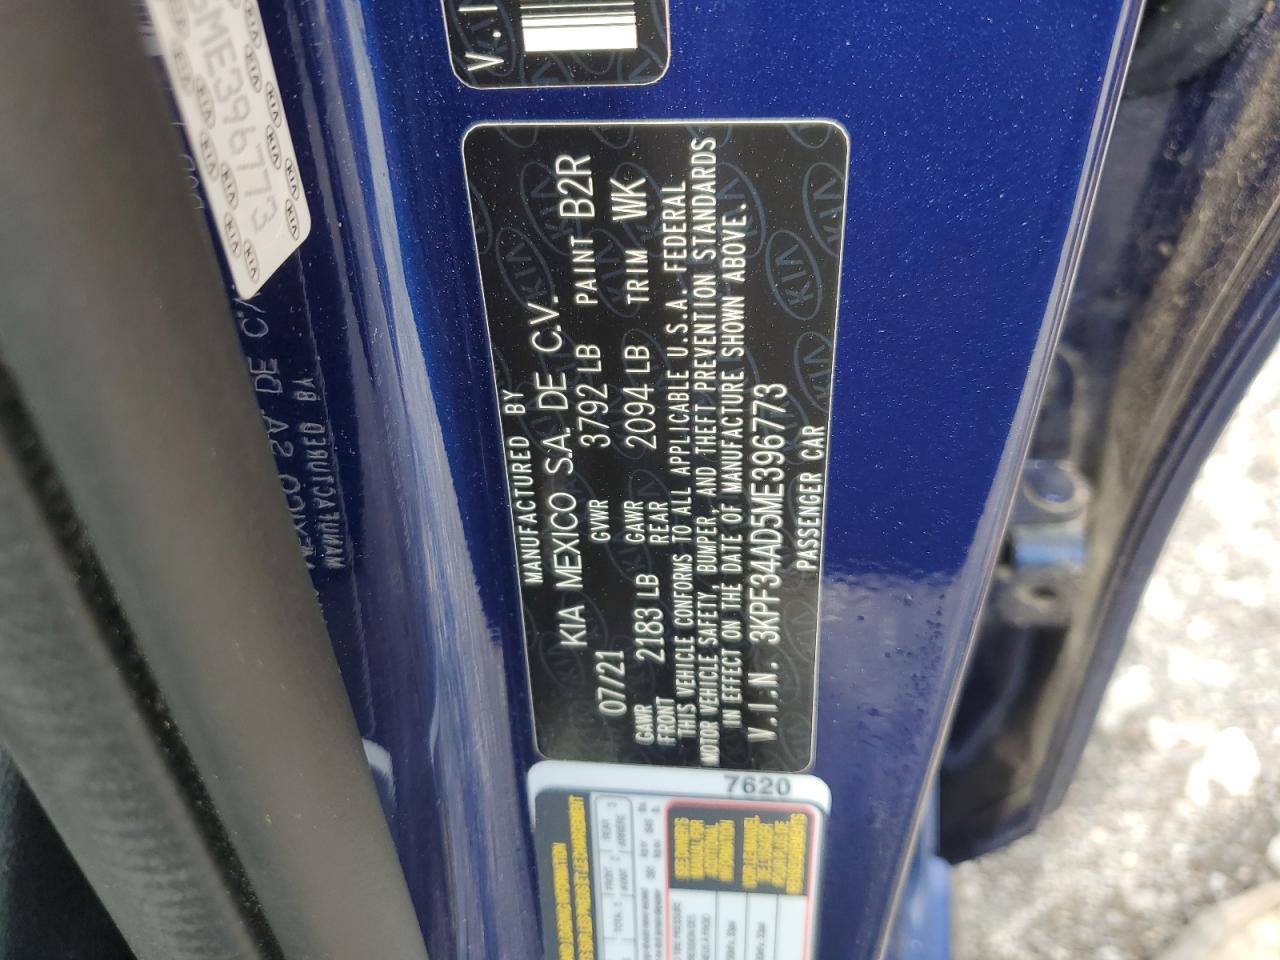 MANUFACTURED BY
KIA MEXICO S.A. DE C.V.
07/21 GVWR 3792 LB PAINT B2R
GAWR FRONT 2183 LB GAWR REAR 2094 LB TRIM WK
THIS VEHICLE CONFORMS TO ALL APPLICABLE U.S.A. FEDERAL
MOTOR VEHICLE SAFETY, BUMPER, AND THEFT PREVENTION STANDARDS
IN EFFECT ON THE DATE OF MANUFACTURE SHOWN ABOVE.
V.I.N. 3KPF34AD5ME396773
PASSENGER CAR
7620
ME396773
V.I